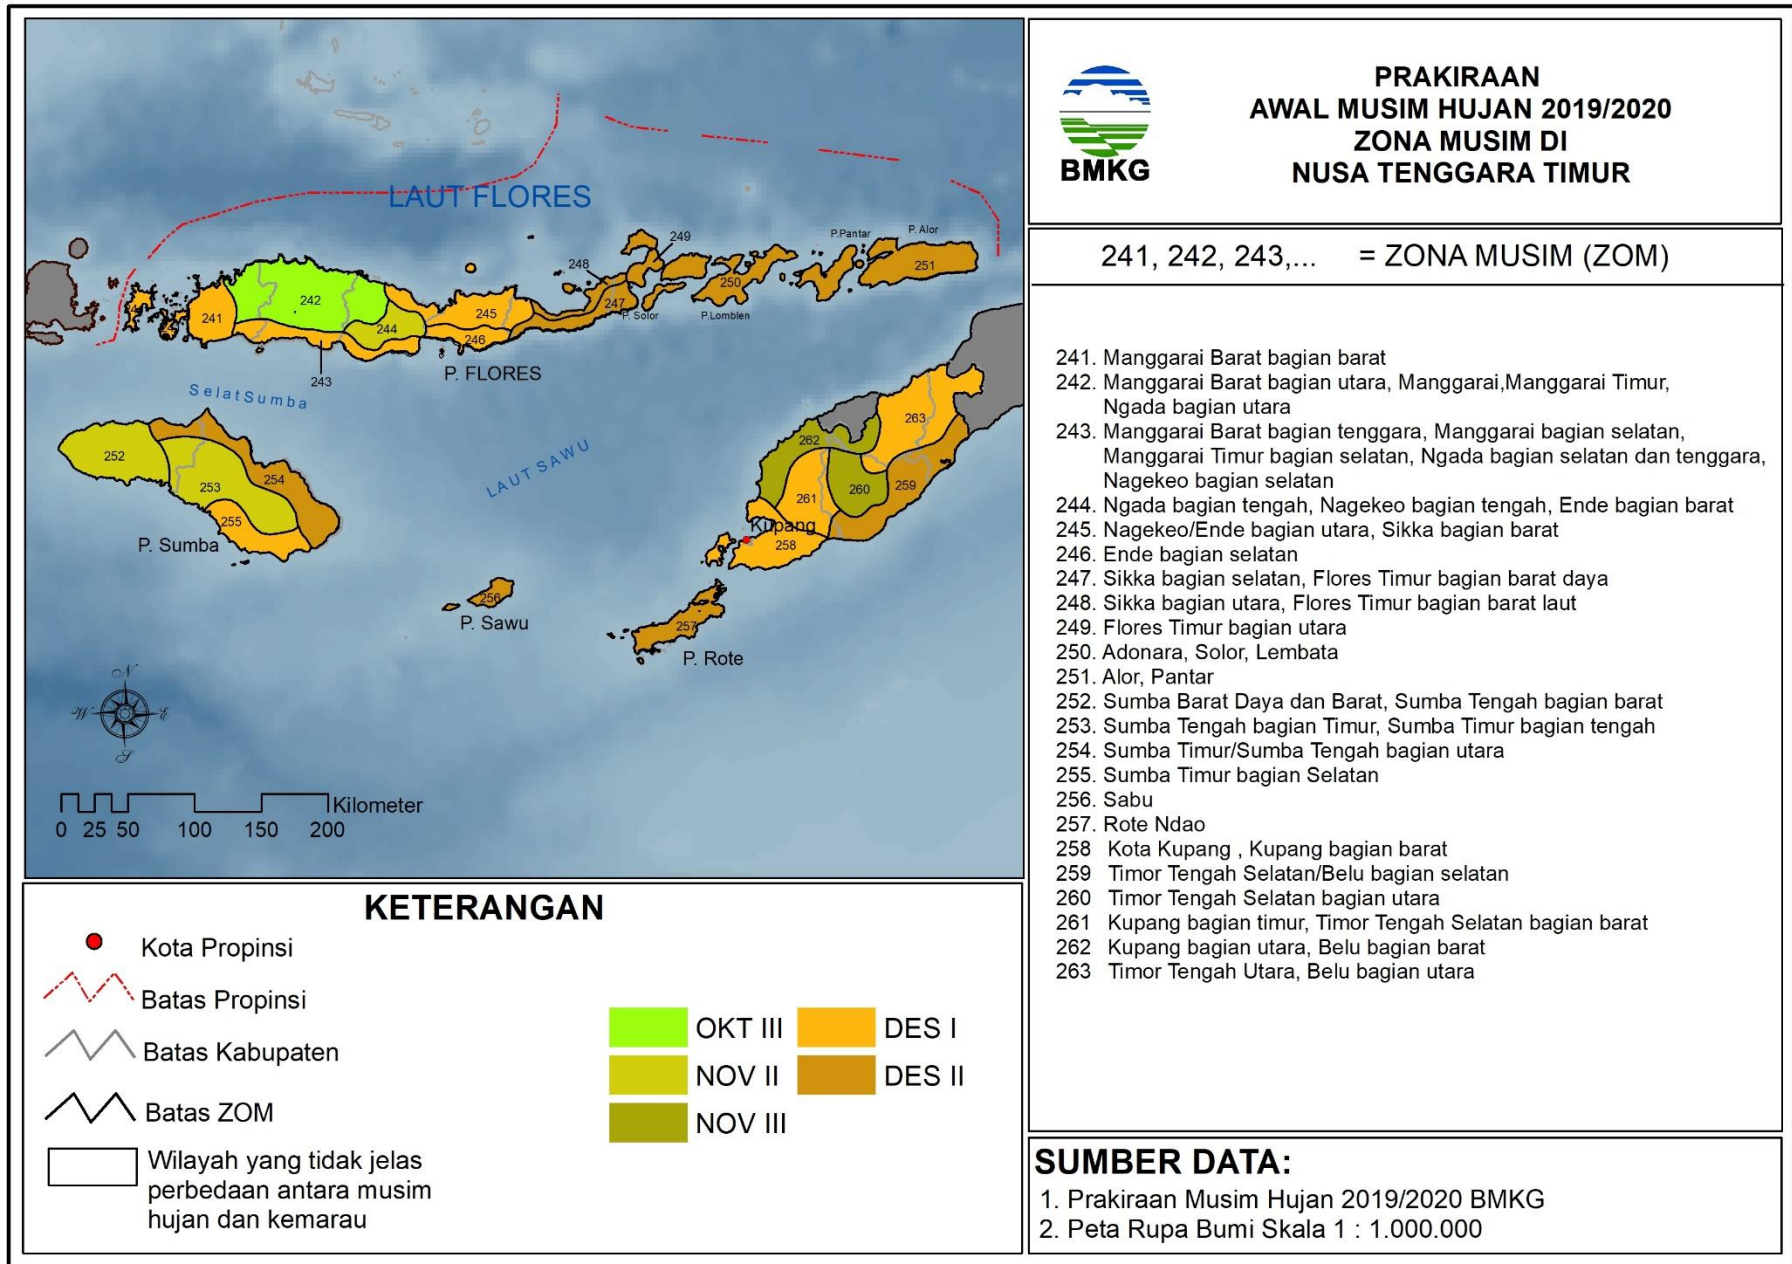 LAUT FLORES
P.Pantar
P. Alor
249
248
251
250
247
P. Solor
P.Lomblen
241
242
245
244
246
243
P. FLORES
Selat Sumba
263
262
252
254
253
LAUT SAWU
260
259
261
255
Kupang
258
P. Sumba
256
P. Sawu
257
P. Rote
N
W
E
S
Kilometer
0 25 50 100 150 200
KETERANGAN
Kota Propinsi
Batas Propinsi
Batas Kabupaten
Batas ZOM
Wilayah yang tidak jelas
perbedaan antara musim
hujan dan kemarau
OKT III
DES I
NOV II
DES II
NOV III
BMKG
PRAKIRAAN
AWAL MUSIM HUJAN 2019/2020
ZONA MUSIM DI
NUSA TENGGARA TIMUR
241, 242, 243,... = ZONA MUSIM (ZOM)
241. Manggarai Barat bagian barat
242. Manggarai Barat bagian utara, Manggarai,Manggarai Timur,
Ngada bagian utara
243. Manggarai Barat bagian tenggara, Manggarai bagian selatan,
Manggarai Timur bagian selatan, Ngada bagian selatan dan tenggara,
Nagekeo bagian selatan
244. Ngada bagian tengah, Nagekeo bagian tengah, Ende bagian barat
245. Nagekeo/Ende bagian utara, Sikka bagian barat
246. Ende bagian selatan
247. Sikka bagian selatan, Flores Timur bagian barat daya
248. Sikka bagian utara, Flores Timur bagian barat laut
249. Flores Timur bagian utara
250. Adonara, Solor, Lembata
251. Alor, Pantar
252. Sumba Barat Daya dan Barat, Sumba Tengah bagian barat
253. Sumba Tengah bagian Timur, Sumba Timur bagian tengah
254. Sumba Timur/Sumba Tengah bagian utara
255. Sumba Timur bagian Selatan
256. Sabu
257. Rote Ndao
258 Kota Kupang , Kupang bagian barat
259 Timor Tengah Selatan/Belu bagian selatan
260 Timor Tengah Selatan bagian utara
261 Kupang bagian timur, Timor Tengah Selatan bagian barat
262 Kupang bagian utara, Belu bagian barat
263 Timor Tengah Utara, Belu bagian utara
SUMBER DATA:
1. Prakiraan Musim Hujan 2019/2020 BMKG
2. Peta Rupa Bumi Skala 1 : 1.000.000